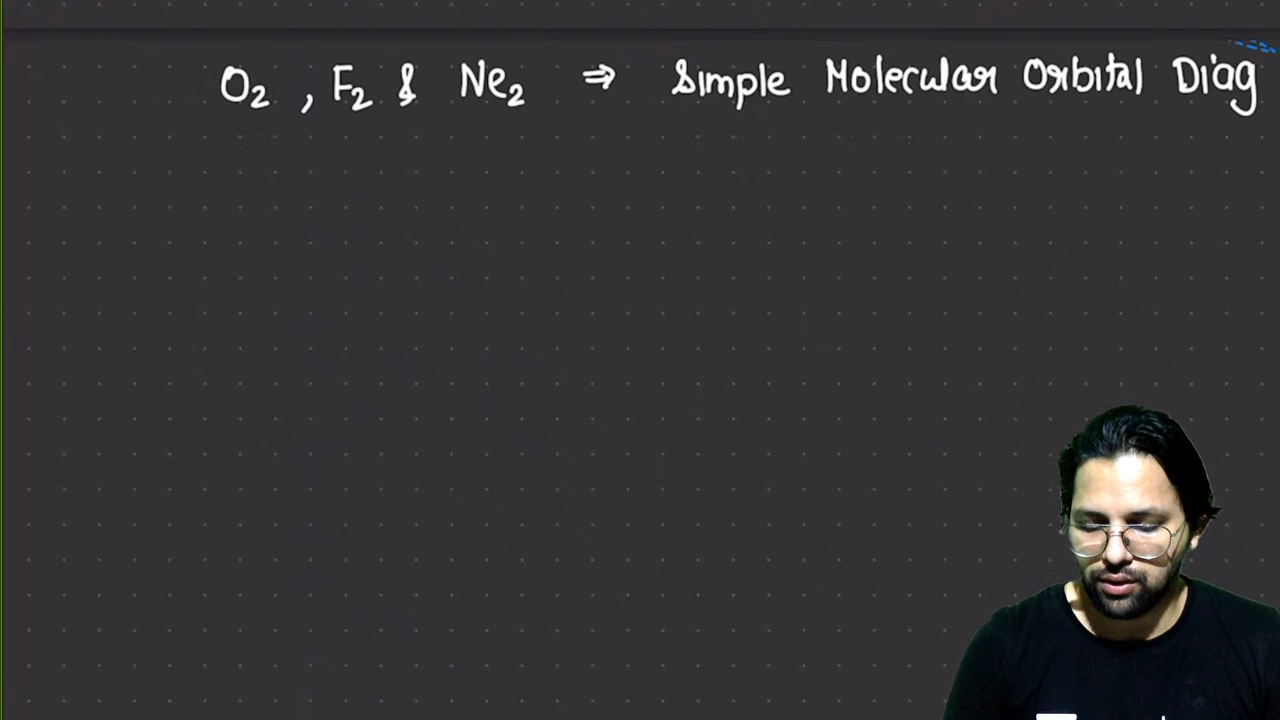 O₂ , F₂ & Ne₂ ⇒ Simple Molecular Orbital Diag